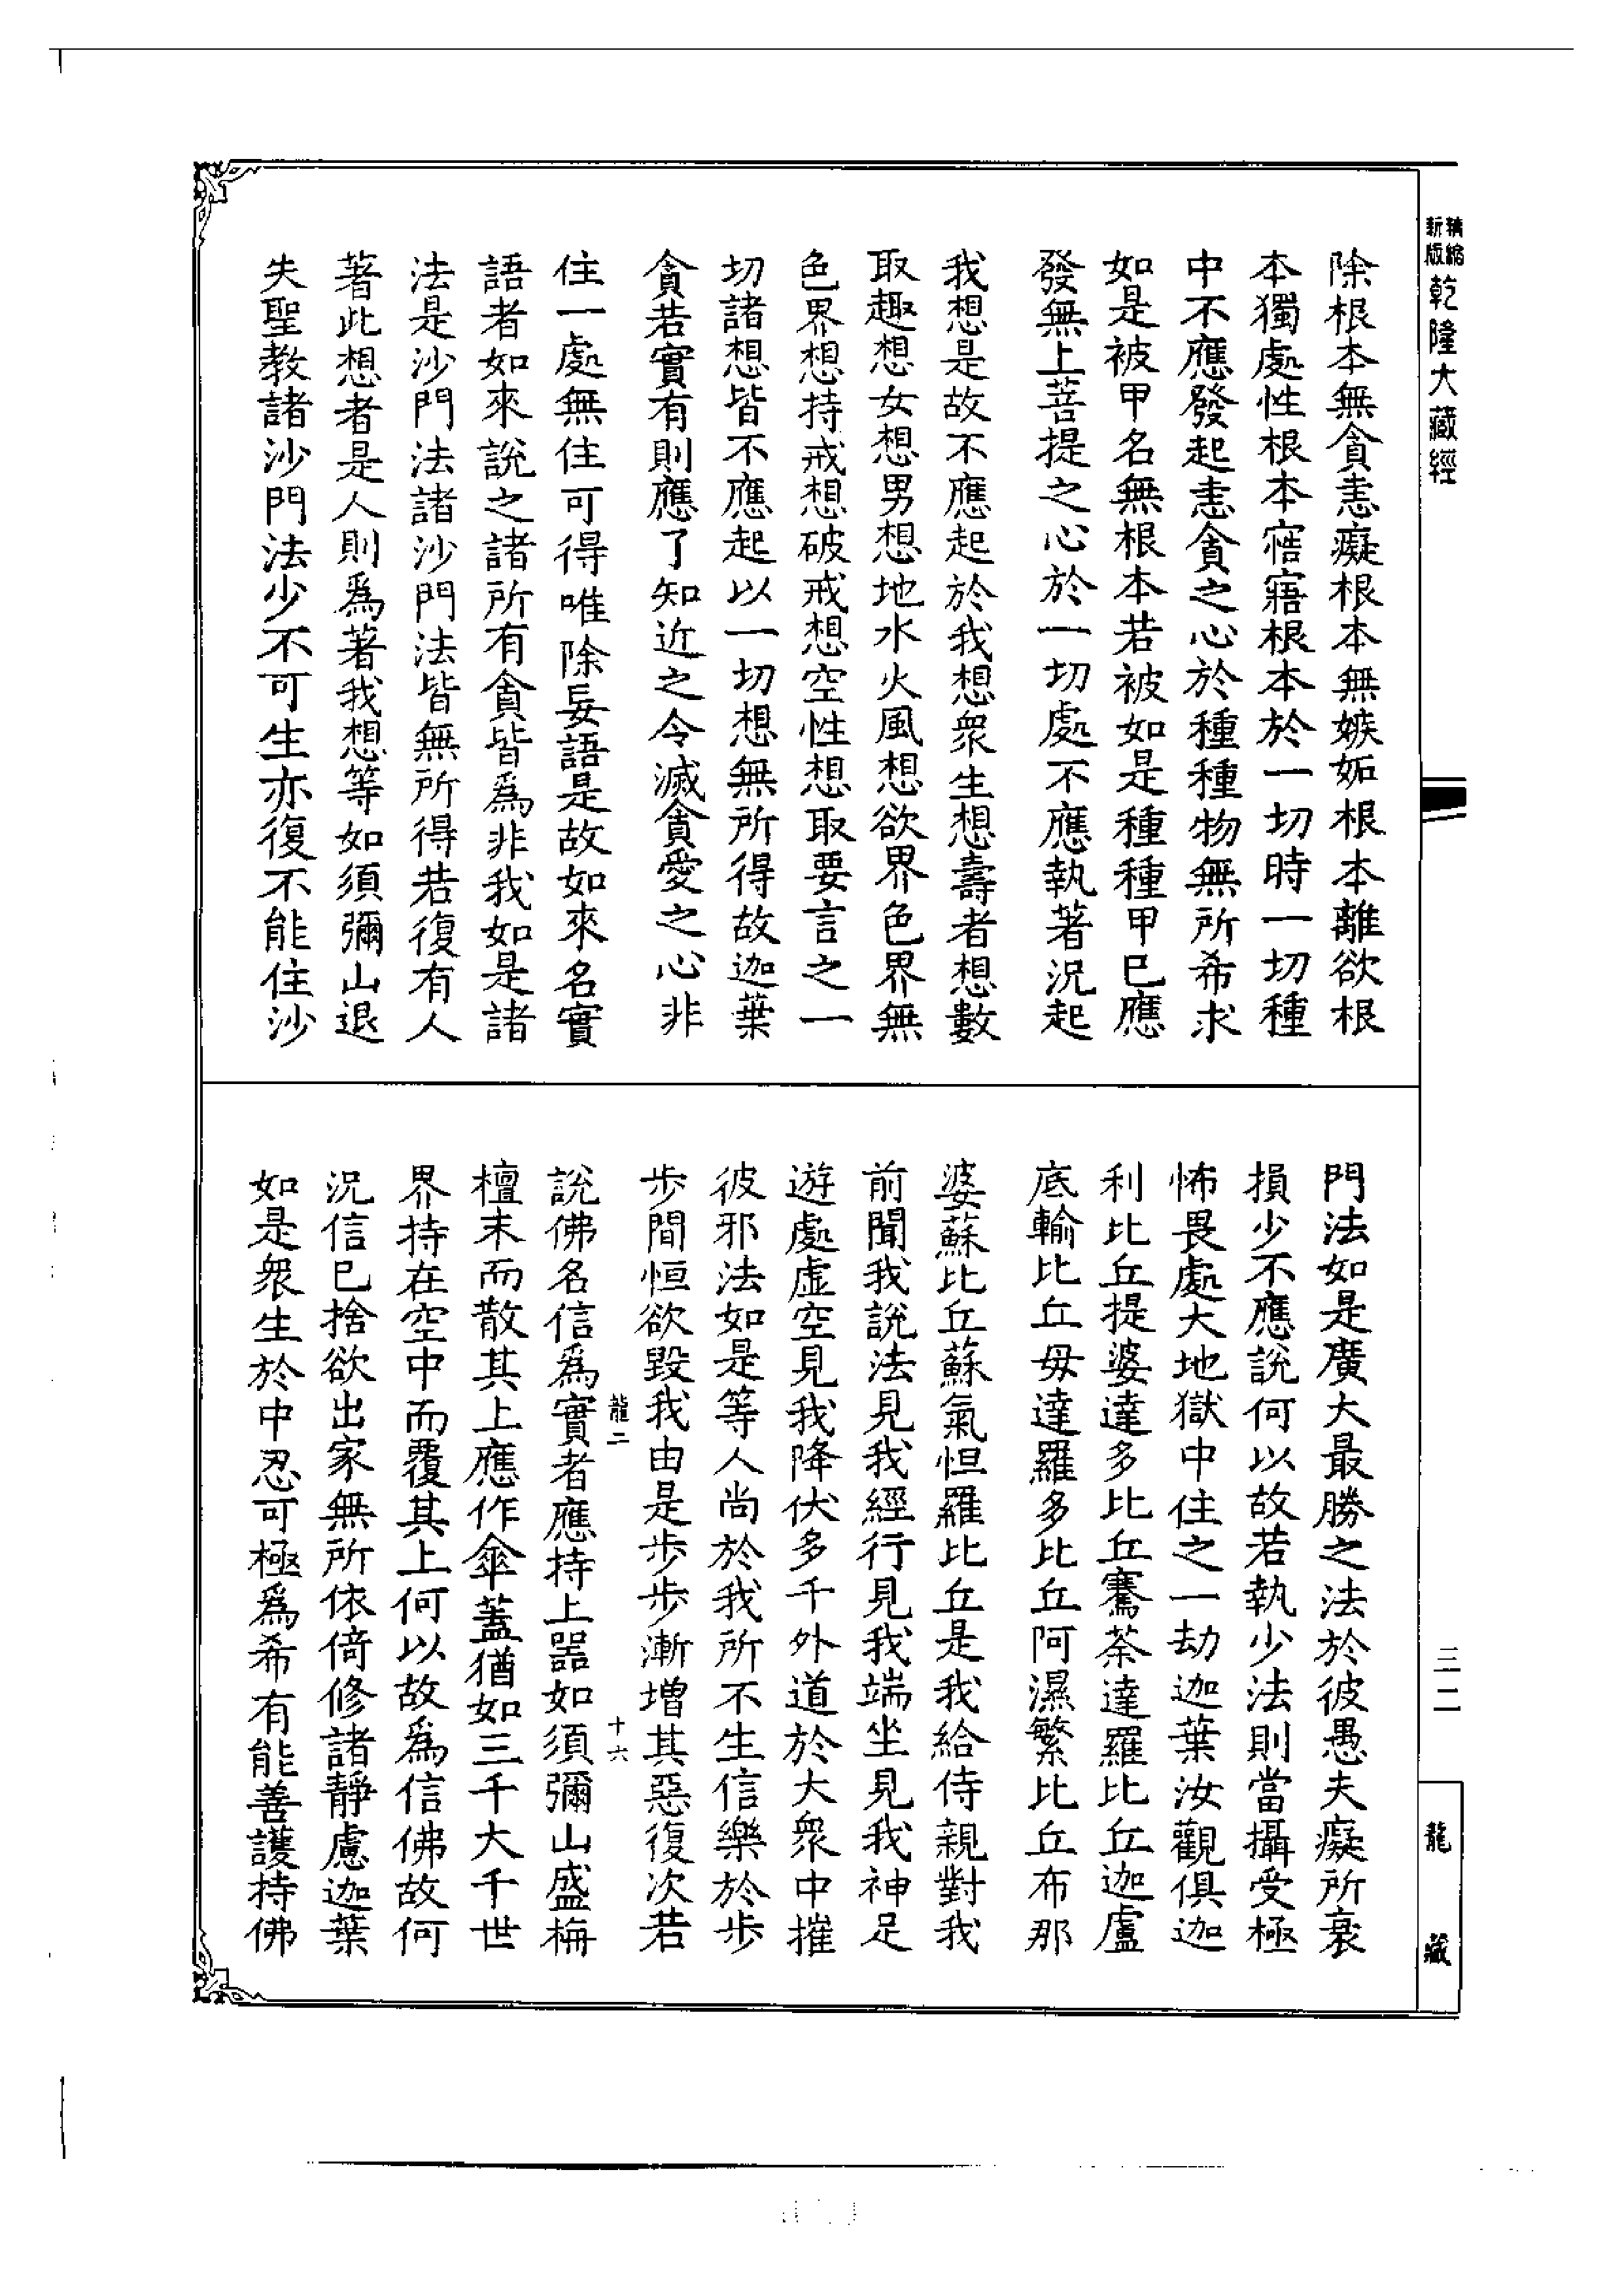 新版精縮
乾隆大藏經
除根本無貪恚癡根本無嫉妬根本離欲根
本獨處性根本寤寤根本於一切時一切種
中不應發起恚貪之心於種種物無所希求
如是被甲名無根本若被如是種種甲已應
發無上菩提之心於一切處不應執著況起
我想是故不應起於我想衆生想壽者想數
取趣想女想男想地水火風想欲界色界無
色界想持戒想破戒想空性想取要言之一
切諸想皆不應起以一切想無所得故迦葉
貪若實有則應了知近之令滅貪愛之心非
住一處無住可得唯除妄語是故如來名實
語者如來說之諸所有貪皆爲非我如是諸
法是沙門法諸沙門法皆無所得若復有人
著此想者是人則爲著我想等如須彌山退
失聖教諸沙門法少不可生亦復不能住沙
門法如是廣大最勝之法於彼愚夫癡所衰
損少不應說何以故若執少法則當攝受極
怖畏處大地獄中住之一劫迦葉汝觀俱迦
利比丘提婆達多比丘騫荼達羅比丘迦盧
底輸比丘毋達羅多比丘阿濕繁比丘布那
婆蘇比丘蘇氣怛羅比丘是我給侍親對我
前聞我說法見我經行見我端坐見我神足
遊處虛空見我降伏多千外道於大衆中摧
彼邪法如是等人尚於我所不生信樂於步
步間恒欲毀我由是步步漸增其惡復次若
龍二
十六
說佛名信爲實者應持上器如須彌山盛栴
檀末而散其上應作傘蓋猶如三千大千世
界持在空中而覆其上何以故爲信佛故何
況信已捨欲出家無所依倚修諸靜慮迦葉
如是衆生於中忍可極爲希有能善護持佛
三二
龍藏